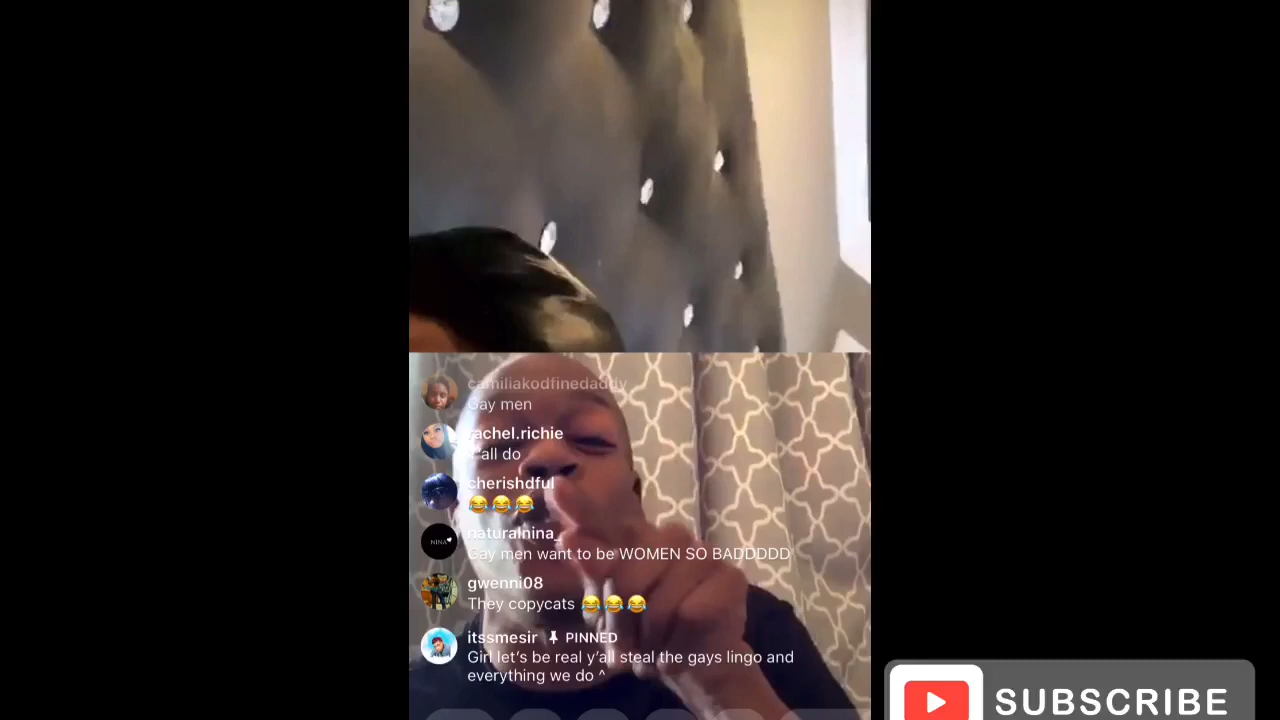 camiliakodfinedaddy
Gay men
rachel.richie
Y'all do
cherishdful
😂😂😂
NINA
naturalnina_
Gay men want to be WOMEN SO BADDDDD
gwenni08
They copycats 😂😂😂
itssmesir PINNED
Girl let's be real y'all steal the gays lingo and
everything we do ^
SUBSCRIBE